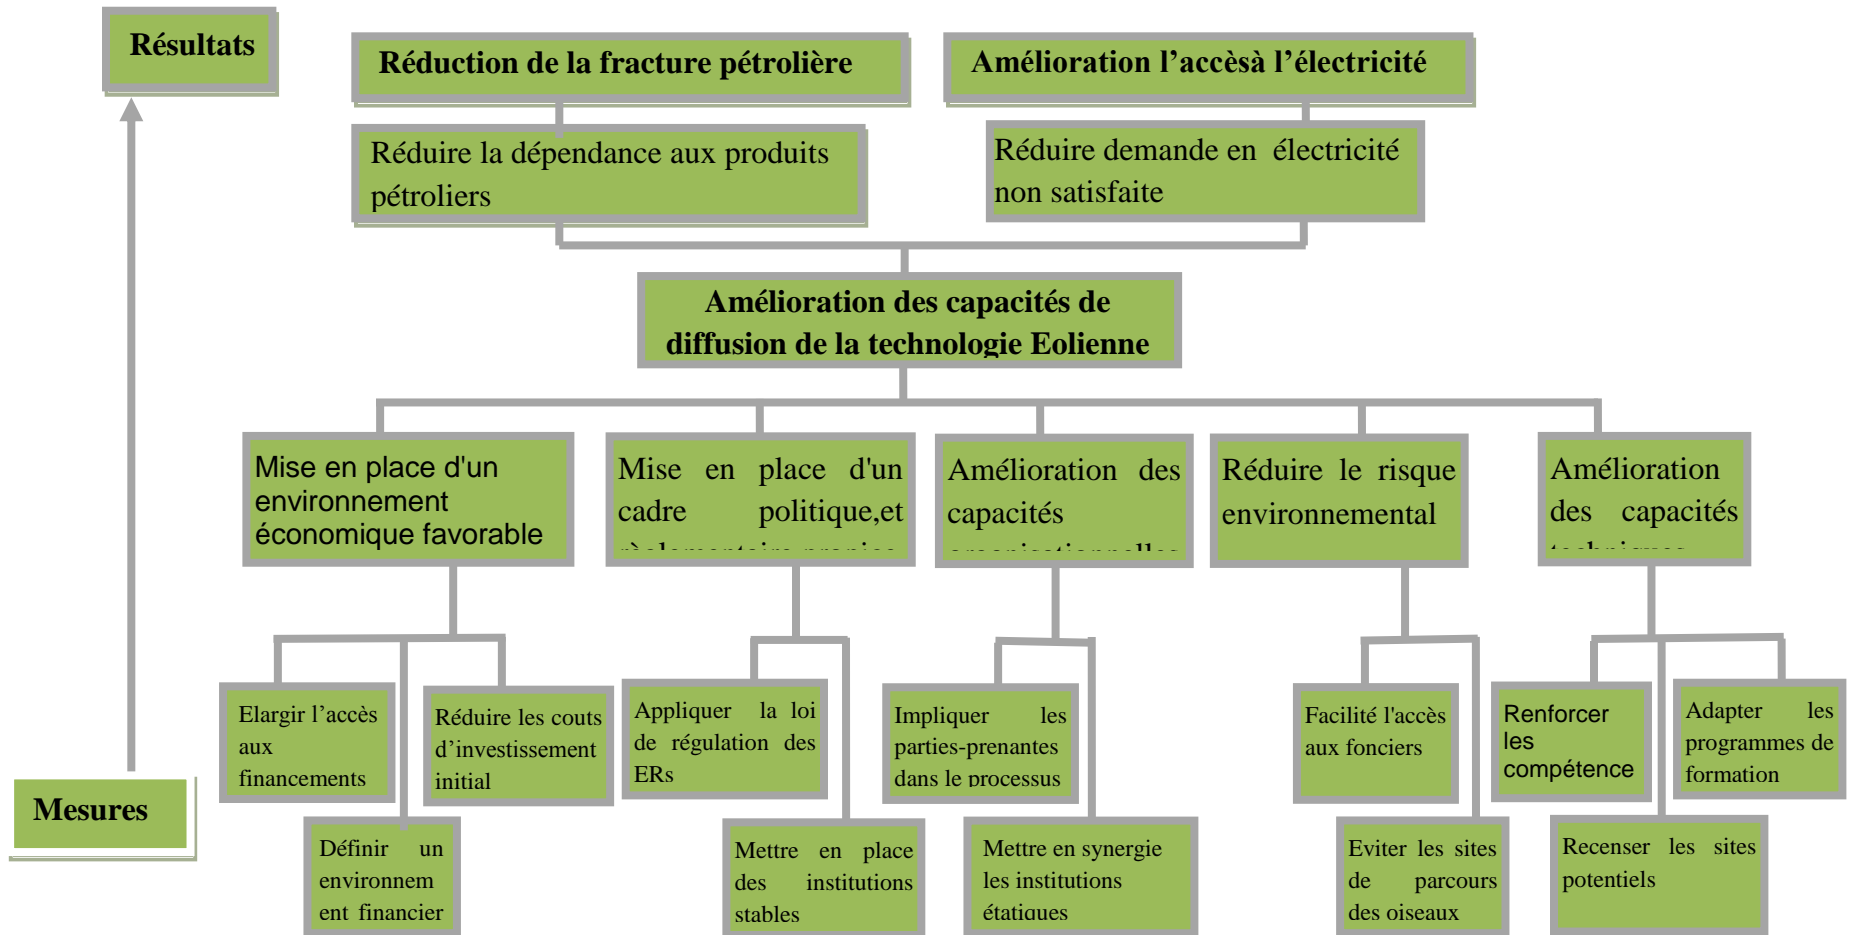 Résultats
Réduction de la fracture pétrolière
Amélioration l’accèsà l’électricité
Réduire la dépendance aux produits
pétroliers
Réduire demande en électricité
non satisfaite
Amélioration des capacités de
diffusion de la technologie Eolienne
Mise en place d'un
environnement
économique favorable
Mise en place d'un
cadre politique,et
Amélioration des
capacités
organisationnelles
Réduire le risque
environnemental
Amélioration
des capacités
techniques
Elargir l’accès
aux
financements
Réduire les couts
d’investissement
initial
Appliquer la loi
de régulation des
ERs
Impliquer les
parties-prenantes
dans le processus
Facilité l'accès
aux fonciers
Renforcer
les
compétence
Adapter les
programmes de
formation
Mesures
Définir un
environnem
ent financier
Mettre en place
des institutions
stables
Mettre en synergie
les institutions
étatiques
Eviter les sites
de parcours
des oiseaux
Recenser les sites
potentiels